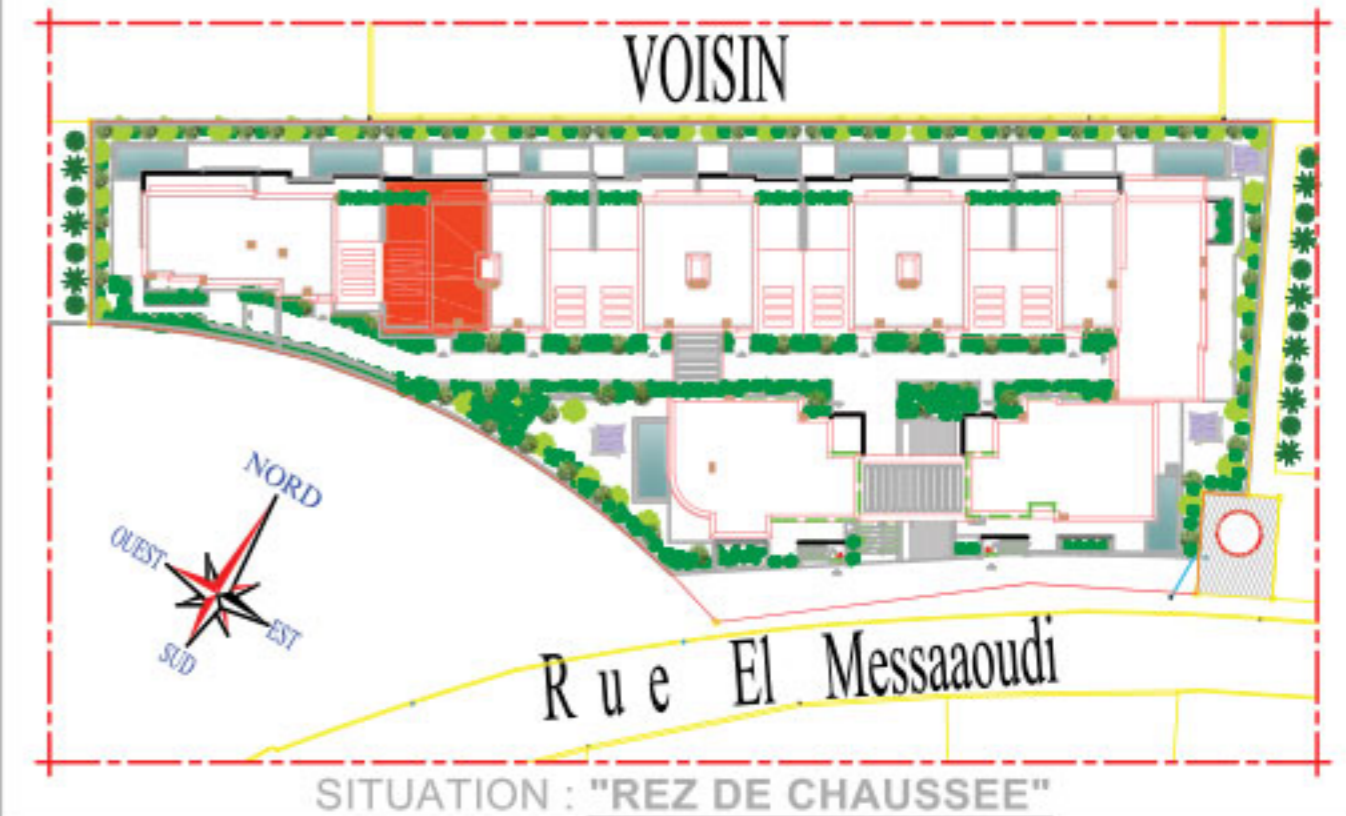 VOISIN
NORD
OUEST
EST
SUD
Rue El Messaaoudi
SITUATION : "REZ DE CHAUSSEE"